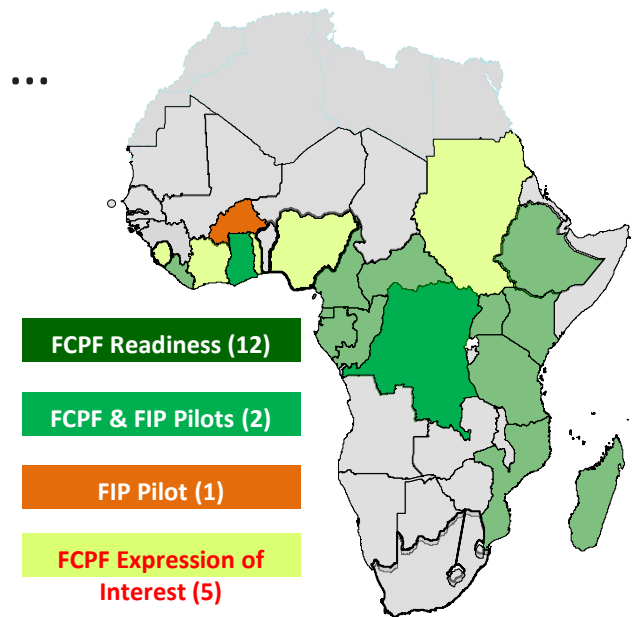 ...
FCPF Readiness (12)
FCPF & FIP Pilots (2)
FIP Pilot (1)
FCPF Expression of
Interest (5)